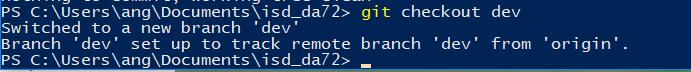 PS C:\Users\ang\Documents\isd_da72> git checkout dev
Switched to a new branch 'dev'
Branch 'dev' set up to track remote branch 'dev' from 'origin'.
PS C:\Users\ang\Documents\isd_da72>